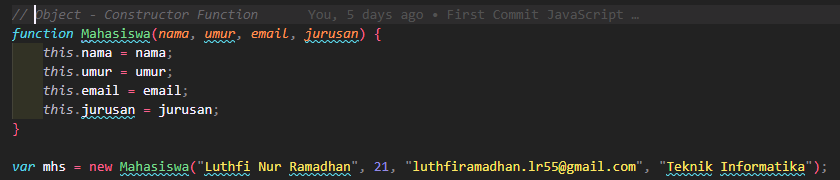 // Object - Constructor Function You, 5 days ago • First Commit JavaScript …
function Mahasiswa(nama, umur, email, jurusan) {
    this.nama = nama;
    this.umur = umur;
    this.email = email;
    this.jurusan = jurusan;
}
var mhs = new Mahasiswa("Luthfi Nur Ramadhan", 21, "luthfiramadhan.lr55@gmail.com", "Teknik Informatika");